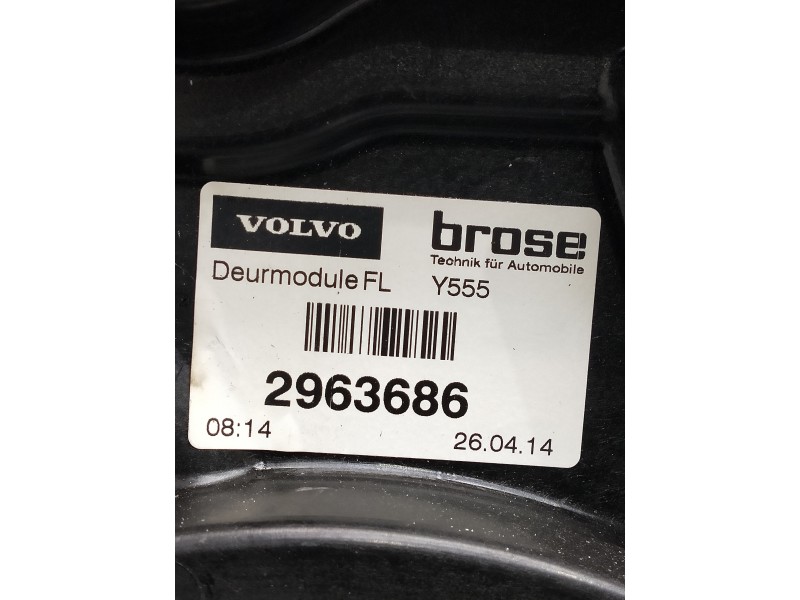 VOLVO
brose
Technik für Automobile
Deurmodule FL Y555
2963686
08:14
26.04.14